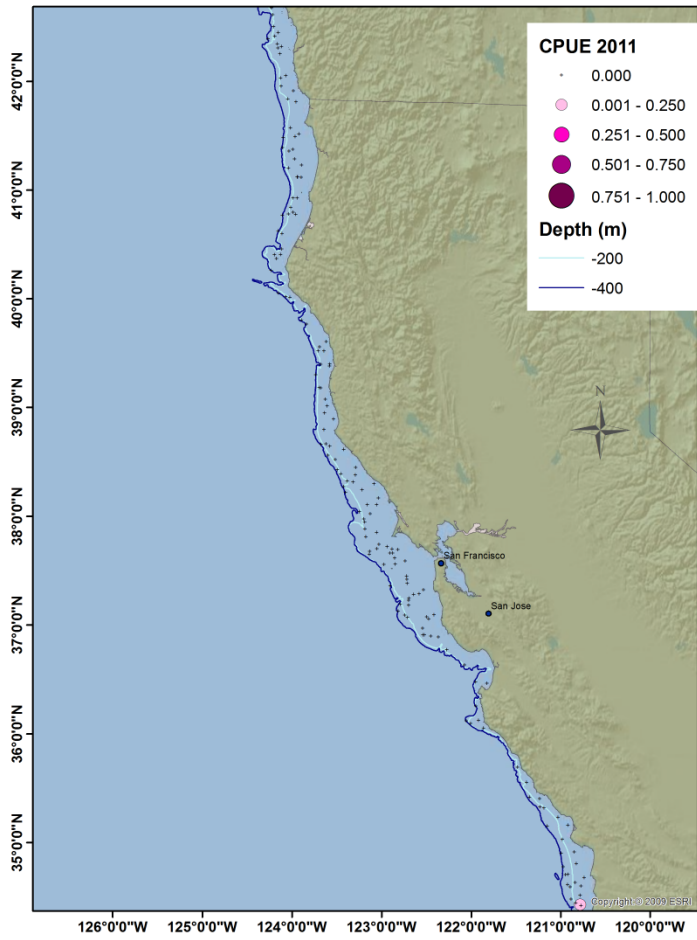 CPUE 2011
0.000
0.001 - 0.250
0.251 - 0.500
0.501 - 0.750
0.751 - 1.000
Depth (m)
-200
-400
N
42°0'0"N
41°0'0"N
40°0'0"N
39°0'0"N
38°0'0"N
37°0'0"N
36°0'0"N
35°0'0"N
San Francisco
San Jose
Copyright © 2009 ESRI
126°0'0"W
125°0'0"W
124°0'0"W
123°0'0"W
122°0'0"W
121°0'0"W
120°0'0"W